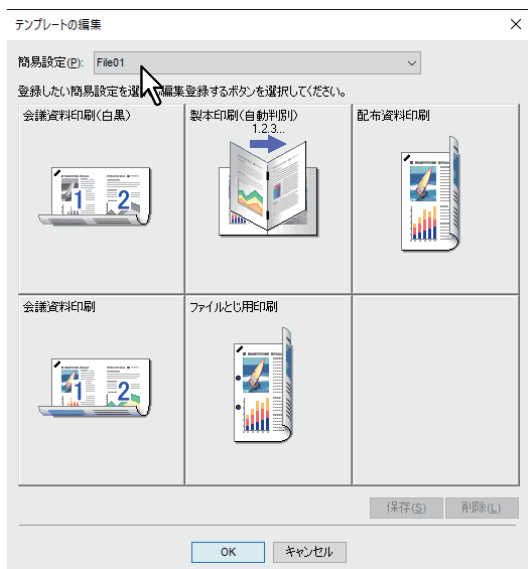 テンプレートの編集
簡易設定(P): File01
登録したい簡易設定を選 編集登録するボタンを選択してください。
会議資料印刷(白黒)
製本印刷(自動判別)
配布資料印刷
1.2.3...
1 2
会議資料印刷
ファイルとじ用印刷
1 2
保存(S) 削除(L)
OK キャンセル